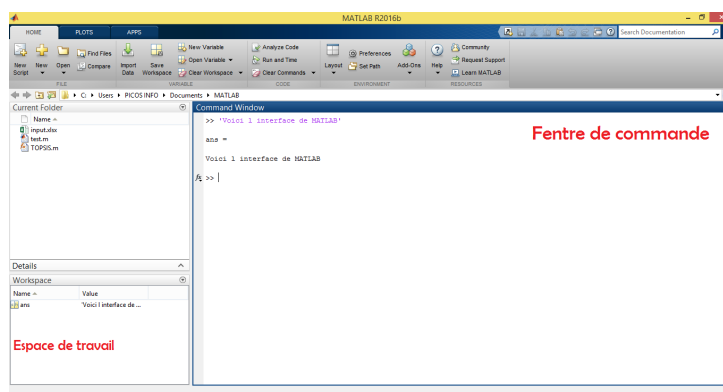 MATLAB R2016b
HOME PLOTS APPS
Search Documentation
New Script
New
Open
Find Files
Compare
Import Data
Save Workspace
New Variable
Open Variable
Clear Workspace
Analyze Code
Run and Time
Clear Commands
Layout
Preferences
Set Path
Add-Ons
Help
Community
Request Support
Learn MATLAB
FILE VARIABLE CODE ENVIRONMENT RESOURCES
C: Users PICOSINFO Documents MATLAB
Current Folder
Name
input.xlsx
test.m
TOPSIS.m
Details
Workspace
Name Value
ans 'Voici l interface de ...
Espace de travail
Command Window
>> 'Voici l interface de MATLAB'
ans =
Voici l interface de MATLAB
fx >>
Fentre de commande